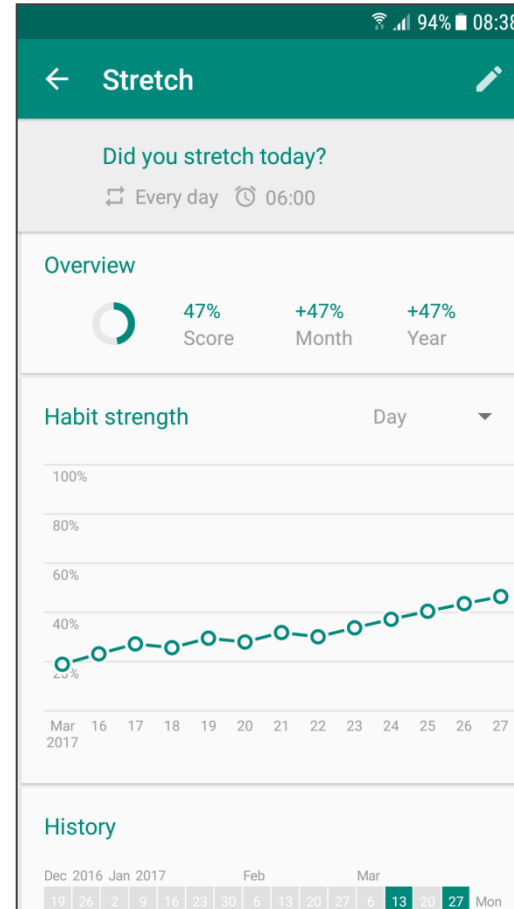 94% 08:38
Stretch
Did you stretch today?
Every day 06:00
Overview
47% +47% +47%
Score Month Year
Habit strength Day
100%
80%
60%
40%
20%
Mar 16 17 18 19 20 21 22 23 24 25 26 27
2017
History
Dec 2016 Jan 2017 Feb Mar
19 26 2 9 16 23 30 6 13 20 27 6 13 20 27 Mon